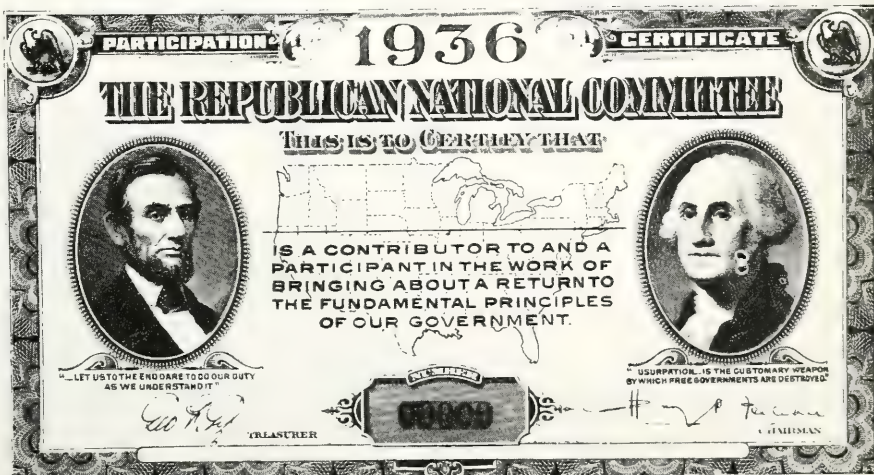 PARTICIPATION 1936 CERTIFICATE
THE REPUBLICAN NATIONAL COMMITTEE
THIS IS TO CERTIFY THAT
IS A CONTRIBUTOR TO AND A
PARTICIPANT IN THE WORK OF
BRINGING ABOUT A RETURN TO
THE FUNDAMENTAL PRINCIPLES
OF OUR GOVERNMENT.
"...LET US TO THE END DARE TO DO OUR DUTY
AS WE UNDERSTAND IT"
" USURPATION...IS THE CUSTOMARY WEAPON
BY WHICH FREE GOVERNMENTS ARE DESTROYED."
NUMBER
00000
TREASURER
CHAIRMAN